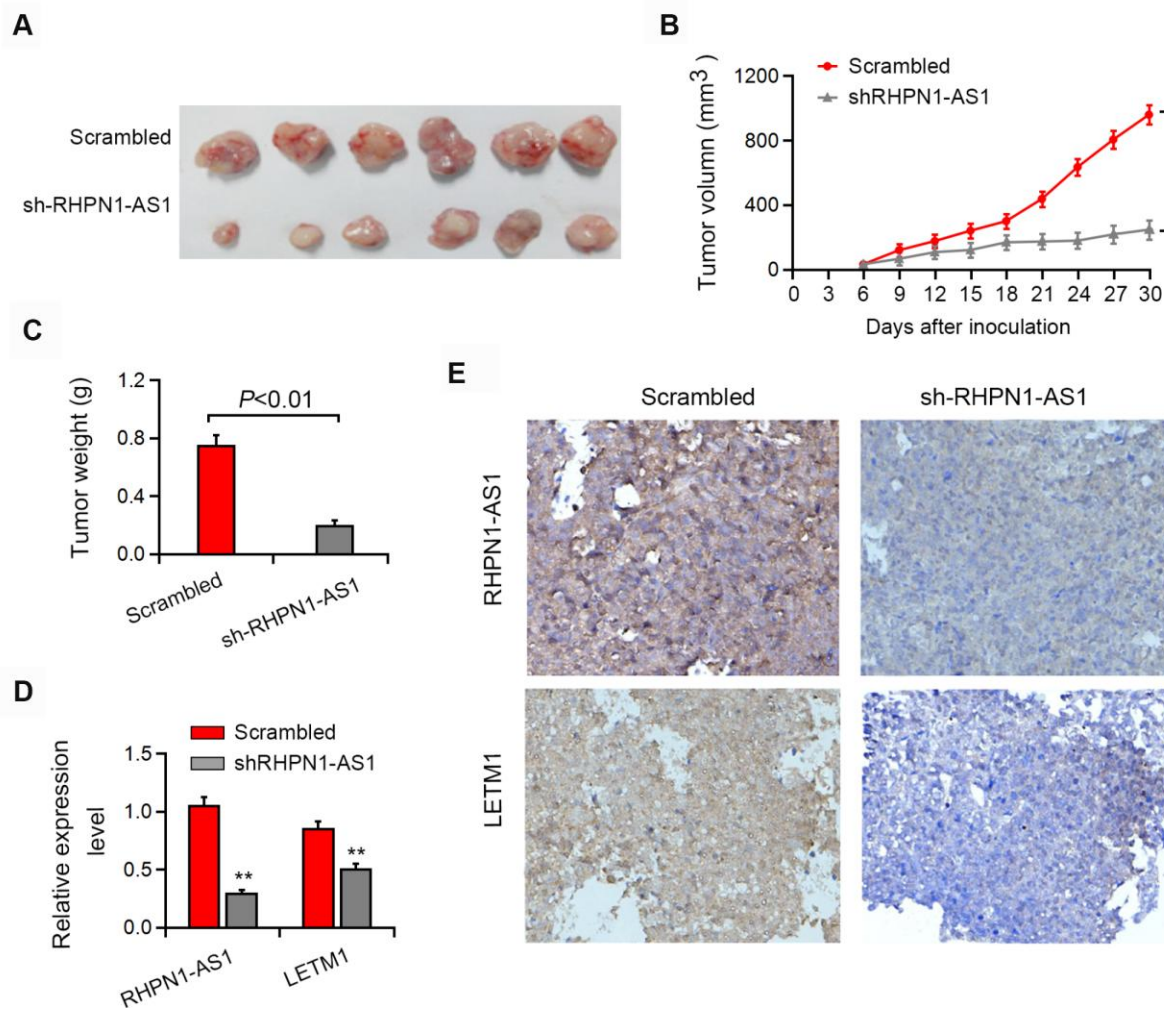 A
Scrambled
sh-RHPN1-AS1
B
Scrambled
shRHPN1-AS1
Tumor volumn (mm3)
1200
800
400
0
0 3 6 9 12 15 18 21 24 27 30
Days after inoculation
C
Tumor weight (g)
1.2
0.8
0.4
0.0
P<0.01
Scrambled
sh-RHPN1-AS1
D
Scrambled
shRHPN1-AS1
Relative expression
level
1.5
1.0
0.5
0.0
**
**
RHPN1-AS1
LETM1
E
Scrambled
sh-RHPN1-AS1
RHPN1-AS1
LETM1